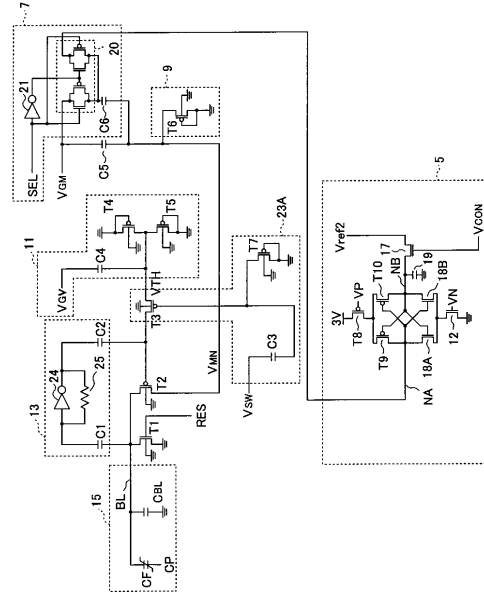 7
SEL
21
20
VGM
C5
C6
9
T6
11
VGV
C4
T4
T5
VTH
T3
23A
T7
C3
VSW
13
24
25
C1
C2
T2
VMN
T1
RES
15
BL
CBL
CF
CP
5
3V
VP
T8
T9
T10
NB
NA
18A
18B
12
VN
19
17
Vref2
VCON